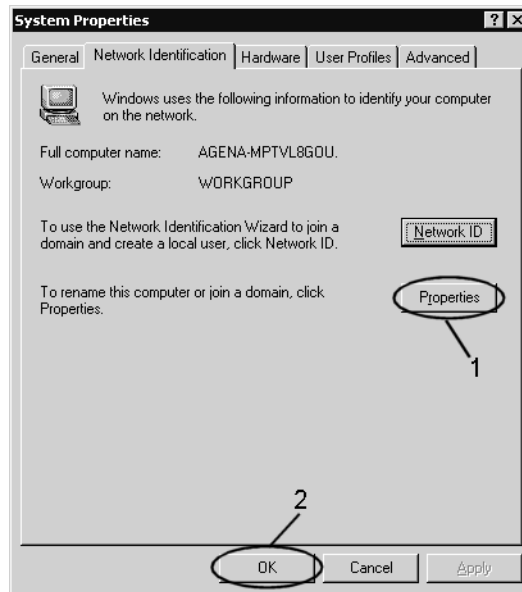 System Properties
? X
General Network Identification Hardware User Profiles Advanced
Windows uses the following information to identify your computer
on the network.
Full computer name: AGENA-MPTVL8GOU.
Workgroup: WORKGROUP
To use the Network Identification Wizard to join a
domain and create a local user, click Network ID.
Network ID
To rename this computer or join a domain, click
Properties.
Properties
1
2
OK Cancel Apply